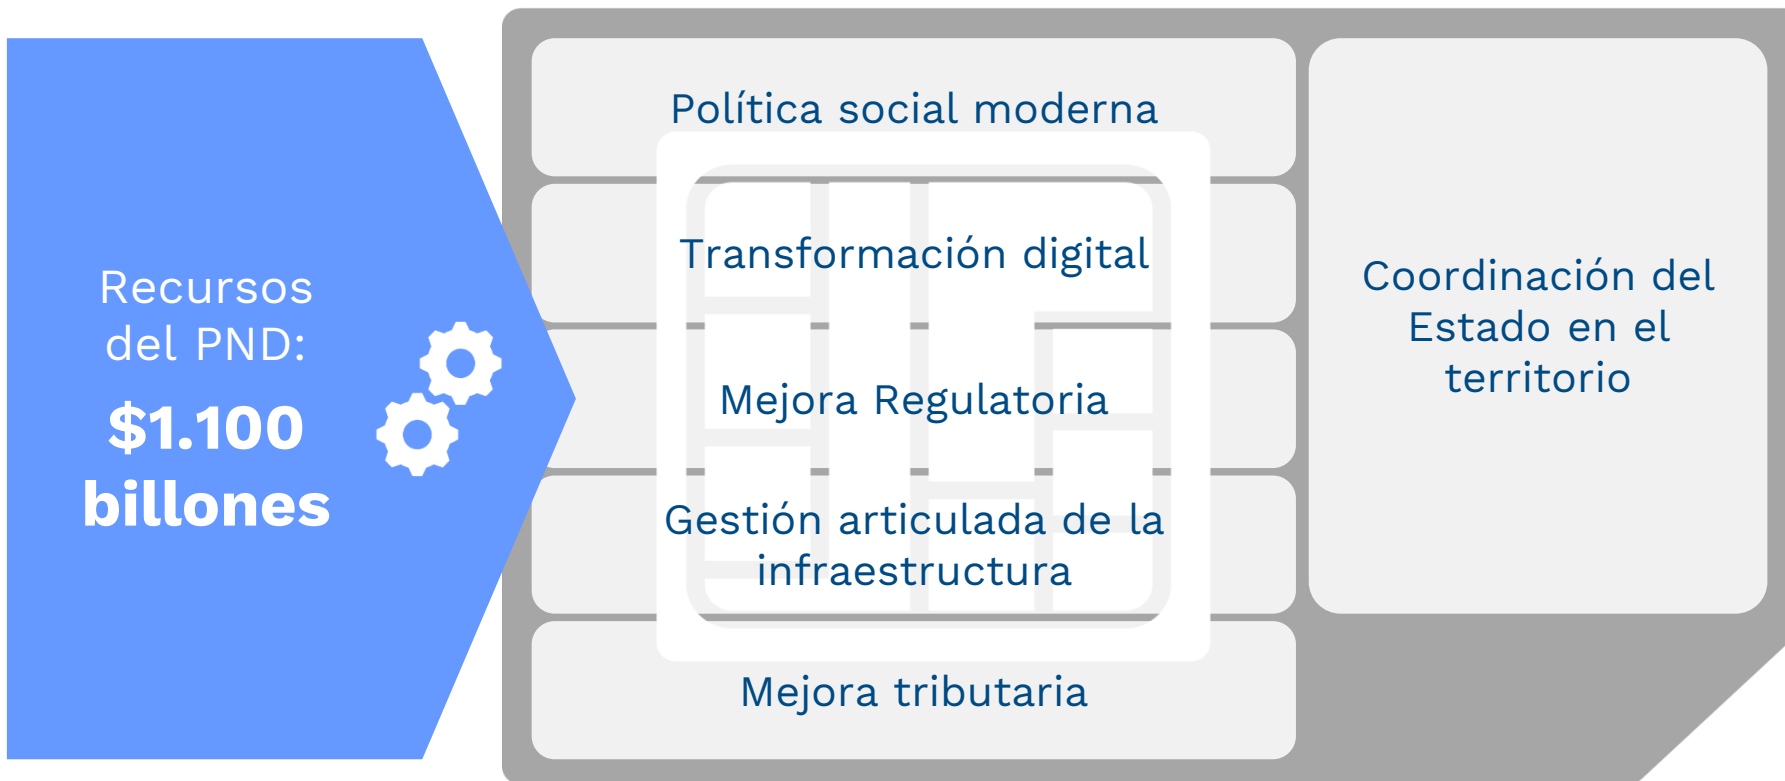 Recursos
del PND:
$1.100
billones
Política social moderna
Transformación digital
Mejora Regulatoria
Gestión articulada de la
infraestructura
Mejora tributaria
Coordinación del
Estado en el
territorio